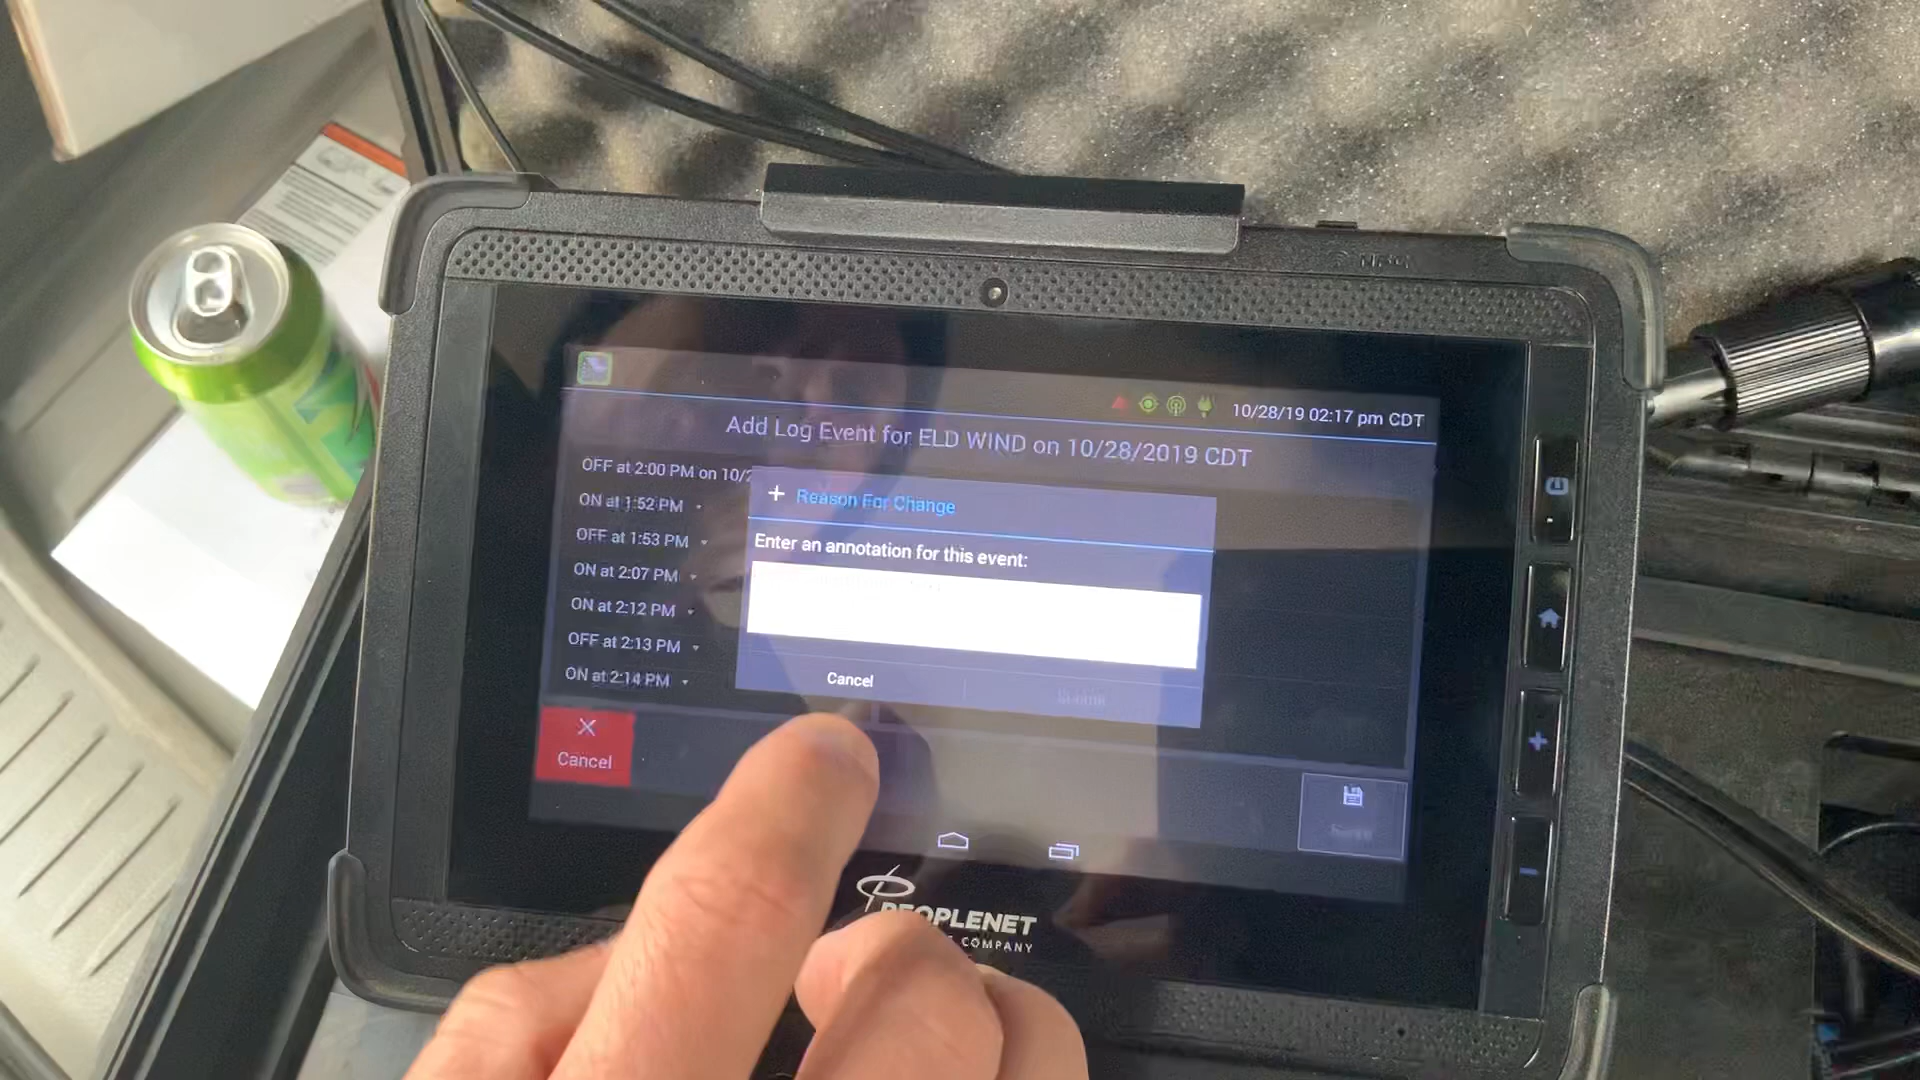 10/28/19 02:17 pm CDT
Add Log Event for ELD WIND on 10/28/2019 CDT
OFF at 2:00 PM on 10/2
ON at 1:52 PM
OFF at 1:53 PM
ON at 2:07 PM
ON at 2:12 PM
OFF at 2:13 PM
ON at 2:14 PM
+ Reason For Change
Enter an annotation for this event:
Cancel
X
Cancel
PEOPLENET
COMPANY